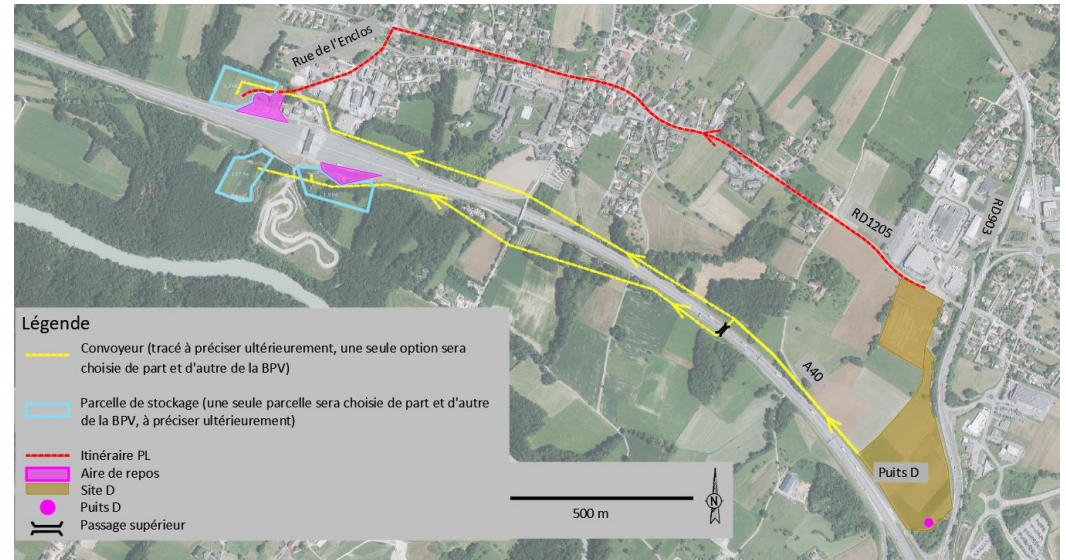 Rue de l'Enclos
RD1205
RD903
A40
Puits D
Légende
Convoyeur (tracé à préciser ultérieurement, une seule option sera
choisie de part et d'autre de la BPV)
Parcelle de stockage (une seule parcelle sera choisie de part et d'autre
de la BPV, à préciser ultérieurement)
Itinéraire PL
Aire de repos
Site D
Puits D
Passage supérieur
500 m
N